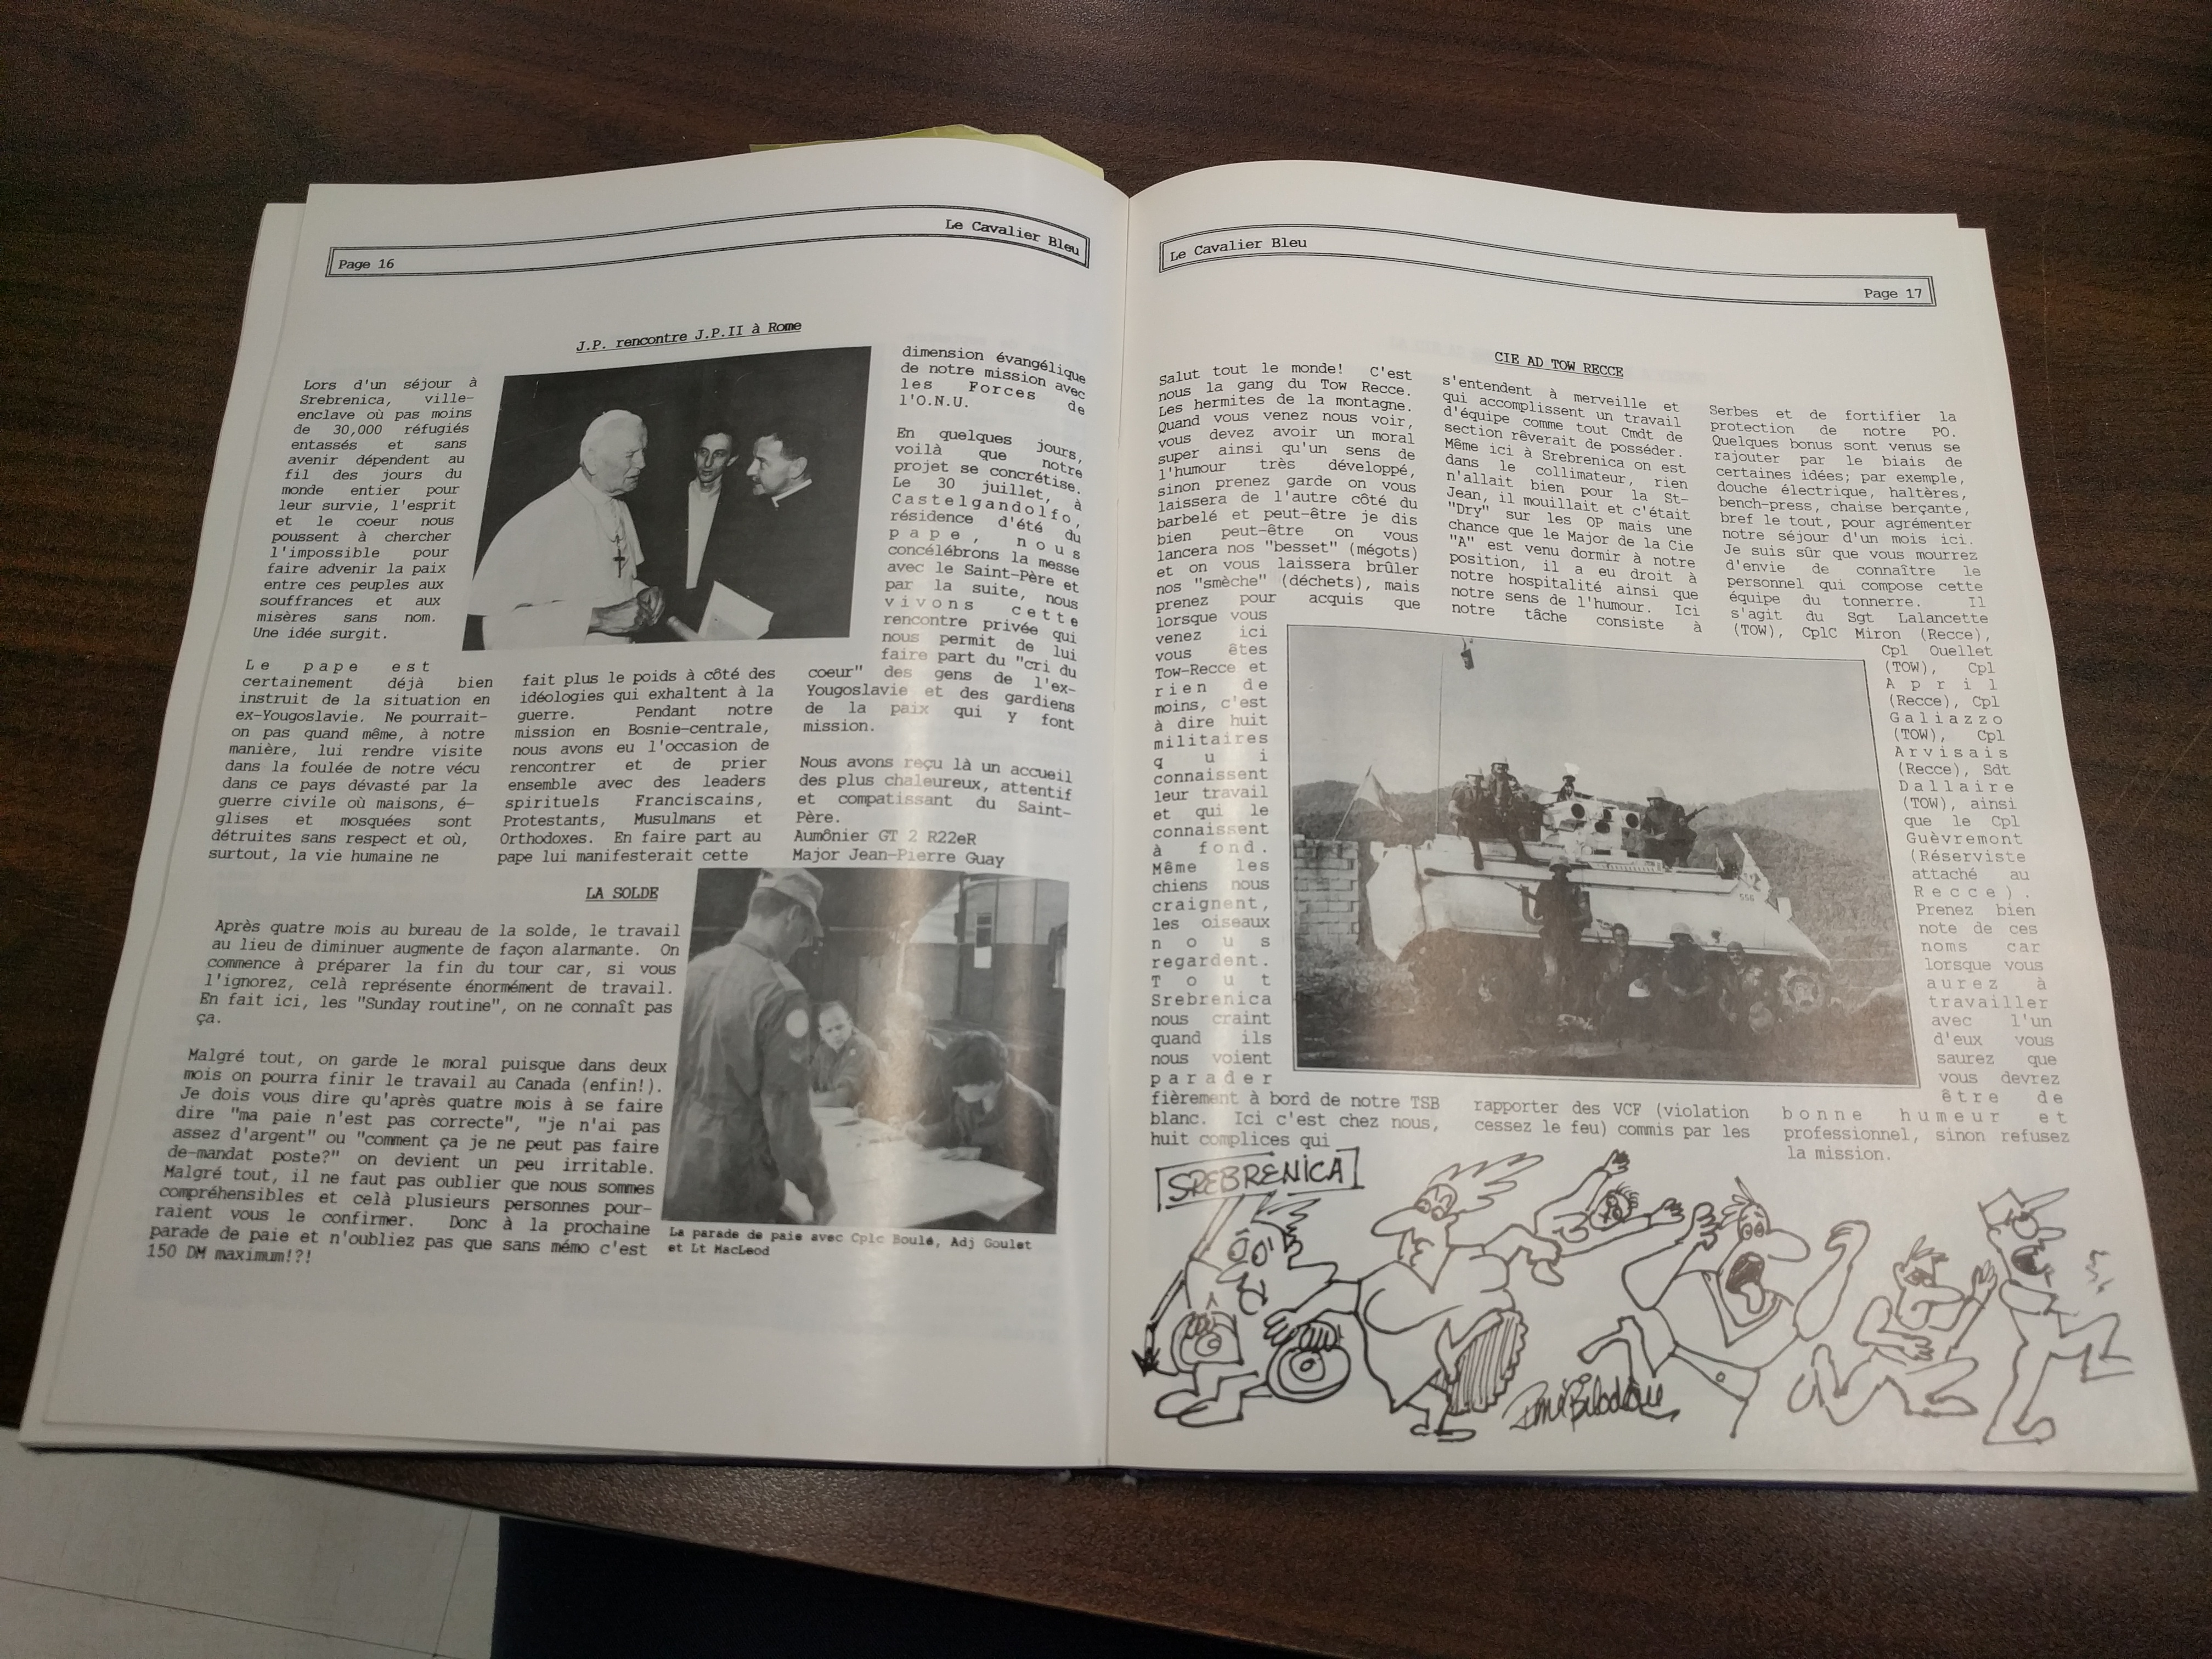 Le Cavalier Bleu
Page 16
J.P. rencontre J.P.II à Rome
Lors d'un séjour à
Srebrenica, ville-
enclave où pas moins
de 30,000 réfugiés
entassés et sans
avenir dépendent au
fil des jours du
monde entier pour
leur survie, l'esprit
et le coeur nous
poussent à chercher
l'impossible pour
faire advenir la paix
entre ces peuples aux
souffrances et aux
misères sans nom.
Une idée surgit.
Le pape est
certainement déjà bien
instruit de la situation en
ex-Yougoslavie. Ne pourrait-
on pas quand même, à notre
manière, lui rendre visite
dans la foulée de notre vécu
dans ce pays dévasté par la
guerre civile où maisons, é-
glises et mosquées sont
détruites sans respect et où,
surtout, la vie humaine ne
fait plus le poids à côté des
idéologies qui exhaltent à la
guerre. Pendant notre
mission en Bosnie-centrale,
nous avons eu l'occasion de
rencontrer et de prier
ensemble avec des leaders
spirituels Franciscains,
Protestants, Musulmans et
Orthodoxes. En faire part au
pape lui manifesterait cette
dimension évangélique
de notre mission avec
les Forces de
l'O.N.U.
En quelques jours,
voilà que notre
projet se concrétise.
Le 30 juillet, à
Castelgandolfo,
résidence d'été du
pape, nous
concélébrons la messe
avec le Saint-Père et
par la suite, nous
vivons cette
rencontre privée qui
nous permit de lui
faire part du "cri du
coeur" des gens de l'ex-
Yougoslavie et des gardiens
de la paix qui y font
mission.
Nous avons reçu là un accueil
des plus chaleureux, attentif
et compatissant du Saint-
Père.
Aumônier GT 2 R22eR
Major Jean-Pierre Guay
LA SOLDE
Après quatre mois au bureau de la solde, le travail
au lieu de diminuer augmente de façon alarmante. On
commence à préparer la fin du tour car, si vous
l'ignorez, celà représente énormément de travail.
En fait ici, les "Sunday routine", on ne connaît pas
ça.
Malgré tout, on garde le moral puisque dans deux
mois on pourra finir le travail au Canada (enfin!).
Je dois vous dire qu'après quatre mois à se faire
dire "ma paie n'est pas correcte", "je n'ai pas
assez d'argent" ou "comment ça je ne peut pas faire
de-mandat poste?" on devient un peu irritable.
Malgré tout, il ne faut pas oublier que nous sommes
compréhensibles et celà plusieurs personnes pour-
raient vous le confirmer. Donc à la prochaine
parade de paie et n'oubliez pas que sans mémo c'est
150 DM maximum!?!
La parade de paie avec Cplc Boulé, Adj Goulet
et Lt MacLeod
Le Cavalier Bleu
Page 17
CIE AD TOW RECCE
Salut tout le monde! C'est
nous la gang du Tow Recce.
Les hermites de la montagne.
Quand vous venez nous voir,
vous devez avoir un moral
super ainsi qu'un sens de
l'humour très développé,
sinon prenez garde on vous
laissera de l'autre côté du
barbelé et peut-être je dis
bien peut-être on vous
lancera nos "besset" (mégots)
et on vous laissera brûler
nos "smèche" (déchets), mais
prenez pour acquis que
lorsque vous
venez ici
vous êtes
Tow-Recce et
rien de
moins, c'est
à dire huit
militaires
qui
connaissent
leur travail
et qui le
connaissent
à fond.
Même les
chiens nous
craignent,
les oiseaux
nous
regardent.
Tout
Srebrenica
nous craint
quand ils
nous voient
parader
fièrement à bord de notre TSB
blanc. Ici c'est chez nous,
huit complices qui
s'entendent à merveille et
qui accomplissent un travail
d'équipe comme tout Cmdt de
section rêverait de posséder.
Même ici à Srebrenica on est
dans le collimateur, rien
n'allait bien pour la St-
Jean, il mouillait et c'était
"Dry" sur les OP mais une
chance que le Major de la Cie
"A" est venu dormir à notre
position, il a eu droit à
notre hospitalité ainsi que
notre sens de l'humour. Ici
notre tâche consiste à
rapporter des VCF (violation
cessez le feu) commis par les
Serbes et de fortifier la
protection de notre PO.
Quelques bonus sont venus se
rajouter par le biais de
certaines idées; par exemple,
douche électrique, haltères,
bench-press, chaise berçante,
bref le tout, pour agrémenter
notre séjour d'un mois ici.
Je suis sûr que vous mourrez
d'envie de connaître le
personnel qui compose cette
équipe du tonnerre. Il
s'agit du Sgt Lalancette
(TOW), CplC Miron (Recce),
Cpl Ouellet
(TOW), Cpl
April
(Recce), Cpl
Galiazzo
(TOW), Cpl
Arvisais
(Recce), Sdt
Dallaire
(TOW), ainsi
que le Cpl
Guèvremont
(Réserviste
attaché au
Recce).
Prenez bien
note de ces
noms car
lorsque vous
aurez à
travailler
avec l'un
d'eux vous
saurez que
vous devrez
être de
bonne humeur et
professionnel, sinon refusez
la mission.
SREBRENICA